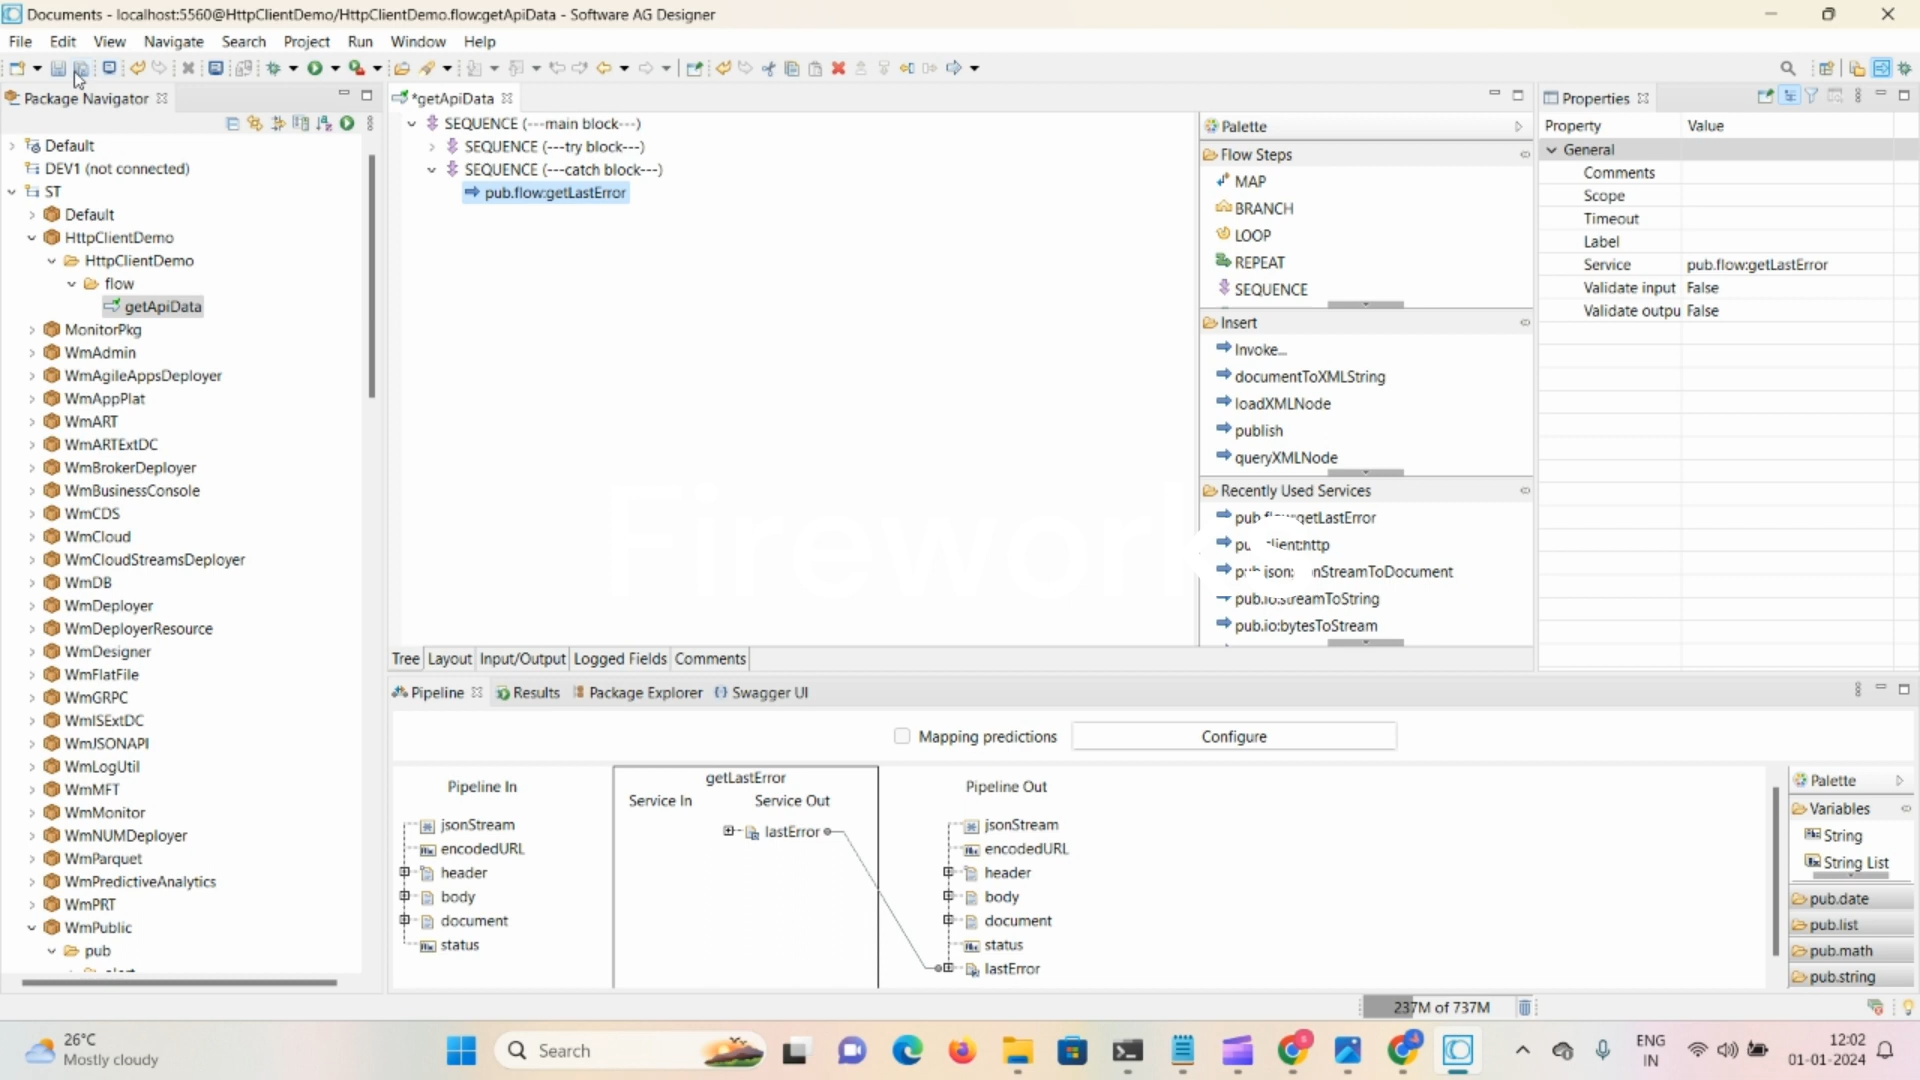 Documents - localhost:5560@HttpClientDemo/HttpClientDemo.flow:getApiData - Software AG Designer
File Edit View Navigate Search Project Run Window Help
Package Navigator
Default
DEV1 (not connected)
ST
Default
HttpClientDemo
HttpClientDemo
flow
getApiData
MonitorPkg
WmAdmin
WmAgileAppsDeployer
WmAppPlat
WmART
WmARTExtDC
WmBrokerDeployer
WmBusinessConsole
WmCDS
WmCloud
WmCloudStreamsDeployer
WmDB
WmDeployer
WmDeployerResource
WmDesigner
WmFlatFile
WmGRPC
WmISExtDC
WmJSONAPI
WmLogUtil
WmMFT
WmMonitor
WmNUMDeployer
WmParquet
WmPredictiveAnalytics
WmPRT
WmPublic
pub
*getApiData
SEQUENCE (---main block---)
SEQUENCE (---try block---)
SEQUENCE (---catch block---)
pub.flow:getLastError
Firework
Tree Layout Input/Output Logged Fields Comments
Palette
Flow Steps
MAP
BRANCH
LOOP
REPEAT
SEQUENCE
Insert
Invoke...
documentToXMLString
loadXMLNode
publish
queryXMLNode
Recently Used Services
getLastError
http
StreamToDocument
streamToString
pub.io:bytesToStream
Properties
Property Value
General
Comments
Scope
Timeout
Label
Service pub.flow:getLastError
Validate input False
Validate outpu False
Pipeline Results Package Explorer Swagger UI
Mapping predictions Configure
Pipeline In
jsonStream
encodedURL
header
body
document
status
getLastError
Service In Service Out
lastError
Pipeline Out
jsonStream
encodedURL
header
body
document
status
lastError
Palette
Variables
String
String List
pub.date
pub.list
pub.math
pub.string
237M of 737M
26°C
Mostly cloudy
Search
ENG
IN
12:02
01-01-2024